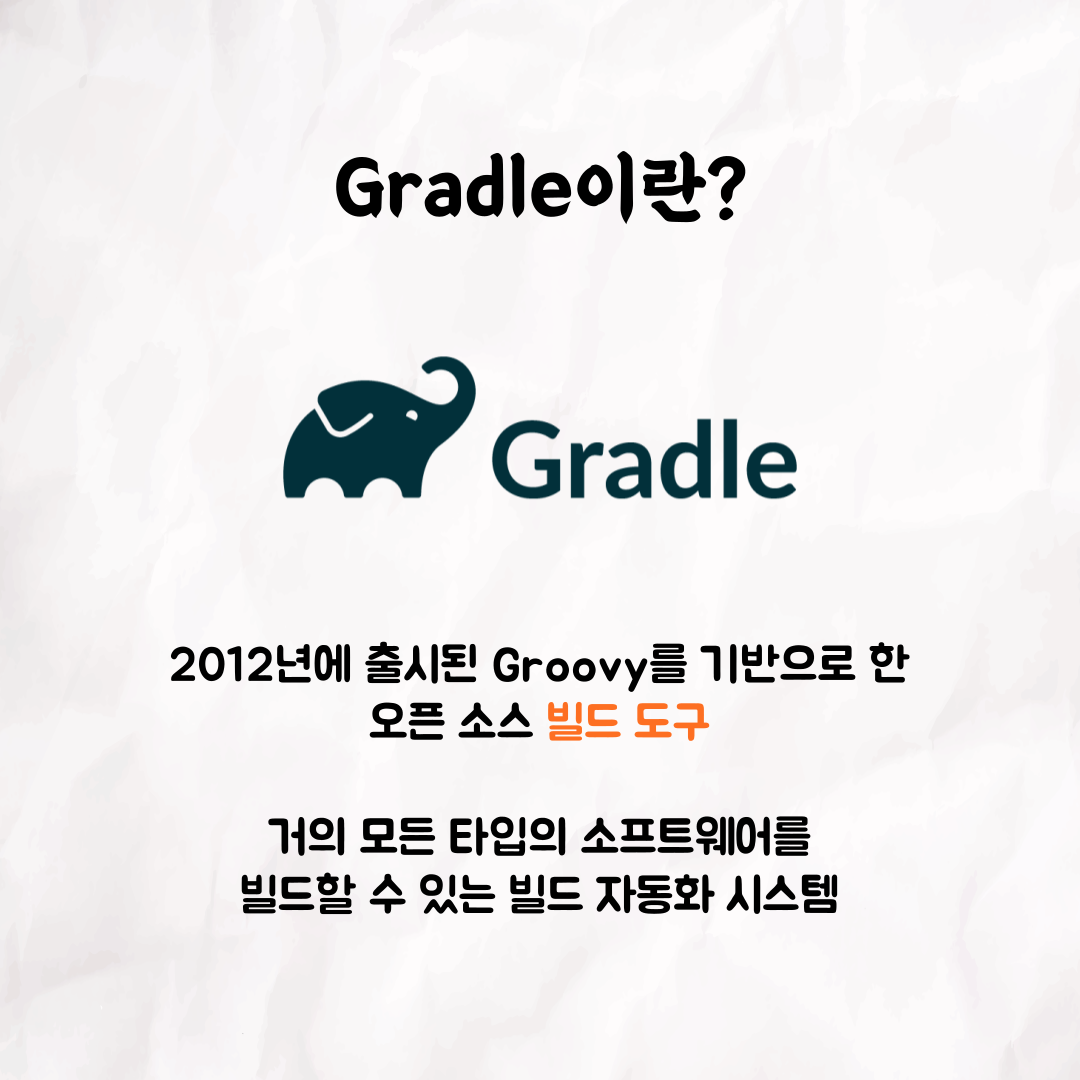 Gradle이란?
Gradle
2012년에 출시된 Groovy를 기반으로 한
오픈 소스 빌드 도구
거의 모든 타입의 소프트웨어를
빌드할 수 있는 빌드 자동화 시스템